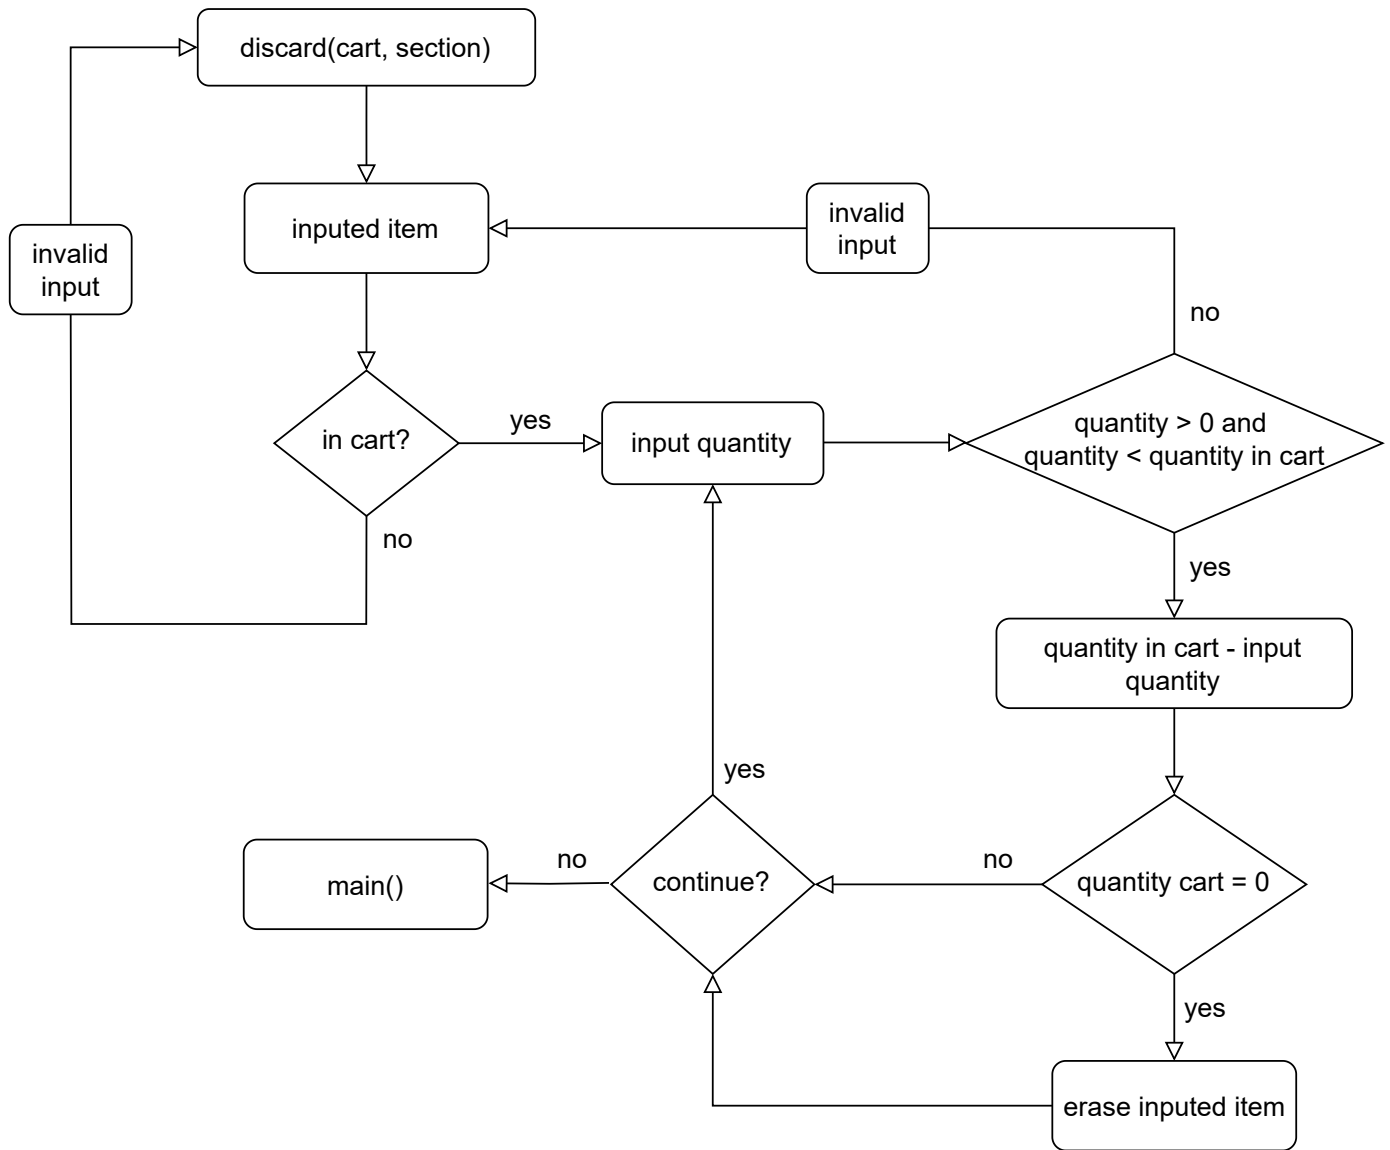 discard(cart, section)
inputed item
invalid
input
invalid
input
no
in cart?
yes
input quantity
quantity > 0 and
quantity < quantity in cart
no
yes
quantity in cart - input
quantity
yes
main()
no
continue?
no
quantity cart = 0
yes
erase inputed item